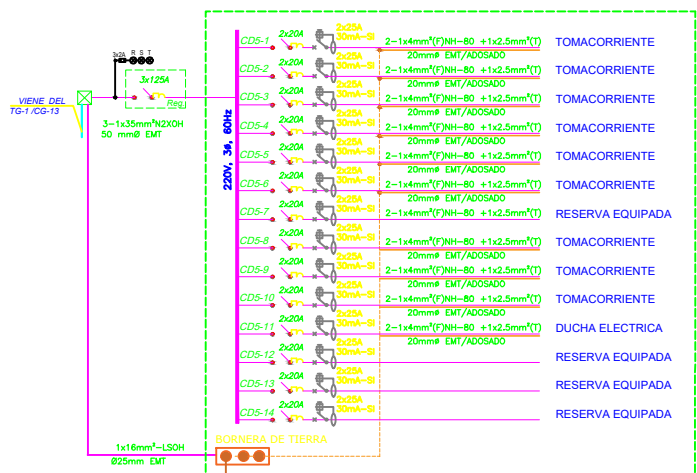 3x2A R S T
3x125A
Reg.
VIENE DEL
TG-1 /CG-13
3-1x35mm²N2XOH
50 mmØ EMT
220V, 3ø, 60Hz
CD5-1 2x20A 2x25A 30mA-SI 2-1x4mm²(F)NH-80 +1x2.5mm²(T) TOMACORRIENTE
20mmø EMT/ADOSADO
CD5-2 2x20A 2x25A 30mA-SI 2-1x4mm²(F)NH-80 +1x2.5mm²(T) TOMACORRIENTE
20mmø EMT/ADOSADO
CD5-3 2x20A 2x25A 30mA-SI 2-1x4mm²(F)NH-80 +1x2.5mm²(T) TOMACORRIENTE
20mmø EMT/ADOSADO
CD5-4 2x20A 2x25A 30mA-SI 2-1x4mm²(F)NH-80 +1x2.5mm²(T) TOMACORRIENTE
20mmø EMT/ADOSADO
CD5-5 2x20A 2x25A 30mA-SI 2-1x4mm²(F)NH-80 +1x2.5mm²(T) TOMACORRIENTE
20mmø EMT/ADOSADO
CD5-6 2x20A 2x25A 30mA-SI 2-1x4mm²(F)NH-80 +1x2.5mm²(T) TOMACORRIENTE
20mmø EMT/ADOSADO
CD5-7 2x20A 2x25A 30mA-SI 2-1x4mm²(F)NH-80 +1x2.5mm²(T) RESERVA EQUIPADA
CD5-8 2x20A 2x25A 30mA-SI 2-1x4mm²(F)NH-80 +1x2.5mm²(T) TOMACORRIENTE
20mmø EMT/ADOSADO
CD5-9 2x20A 2x25A 30mA-SI 2-1x4mm²(F)NH-80 +1x2.5mm²(T) TOMACORRIENTE
20mmø EMT/ADOSADO
CD5-10 2x20A 2x25A 30mA-SI 2-1x4mm²(F)NH-80 +1x2.5mm²(T) TOMACORRIENTE
20mmø EMT/ADOSADO
CD5-11 2x20A 2x25A 30mA-SI 2-1x4mm²(F)NH-80 +1x2.5mm²(T) DUCHA ELECTRICA
20mmø EMT/ADOSADO
CD5-12 2x20A 2x25A 30mA-SI RESERVA EQUIPADA
CD5-13 2x20A 2x25A 30mA-SI RESERVA EQUIPADA
CD5-14 2x20A 2x25A 30mA-SI RESERVA EQUIPADA
BORNERA DE TIERRA
1x16mm²-LSOH
Ø25mm EMT